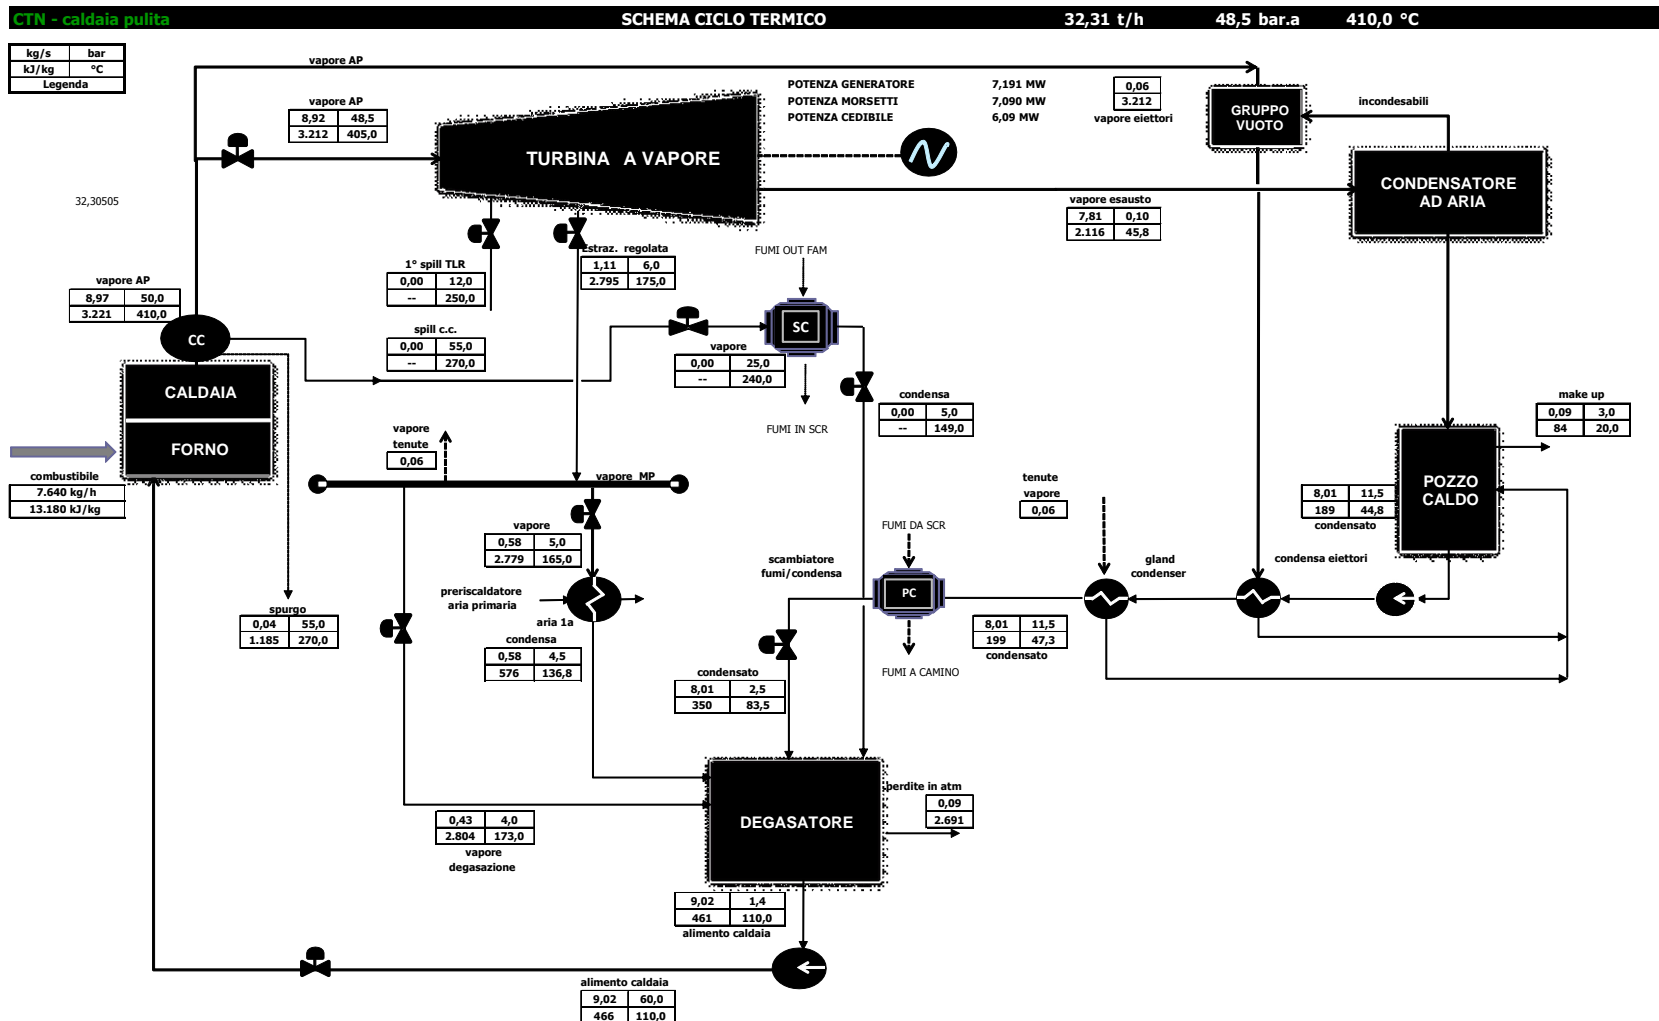 CTN - caldaia pulita SCHEMA CICLO TERMICO 32,31 t/h 48,5 bar.a 410,0 °C
kg/s bar
kJ/kg °C
Legenda
vapore AP
vapore AP
8,92 48,5
3.212 405,0
TURBINA A VAPORE
POTENZA GENERATORE 7,191 MW
POTENZA MORSETTI 7,090 MW
POTENZA CEDIBILE 6,09 MW
0,06
3.212
vapore eiettori
GRUPPO
VUOTO
incondesabili
CONDENSATORE
AD ARIA
vapore esausto
7,81 0,10
2.116 45,8
32,30505
1° spill TLR
0,00 12,0
-- 250,0
Estraz. regolata
1,11 6,0
2.795 175,0
FUMI OUT FAM
vapore AP
8,97 50,0
3.221 410,0
CC
spill c.c.
0,00 55,0
-- 270,0
SC
vapore
0,00 25,0
-- 240,0
FUMI IN SCR
condensa
0,00 5,0
-- 149,0
make up
0,09 3,0
84 20,0
CALDAIA
FORNO
combustibile
7.640 kg/h
13.180 kJ/kg
vapore
tenute
0,06
vapore MP
POZZO
CALDO
8,01 11,5
189 44,8
condensato
tenute
vapore
0,06
vapore
0,58 5,0
2.779 165,0
FUMI DA SCR
scambiatore
fumi/condensa
PC
gland
condenser
condensa eiettori
preriscaldatore
aria primaria
aria 1a
spurgo
0,04 55,0
1.185 270,0
condensa
0,58 4,5
576 136,8
8,01 11,5
199 47,3
condensato
FUMI A CAMINO
condensato
8,01 2,5
350 83,5
DEGASATORE
perdite in atm
0,09
2.691
0,43 4,0
2.804 173,0
vapore
degasazione
9,02 1,4
461 110,0
alimento caldaia
alimento caldaia
9,02 60,0
466 110,0